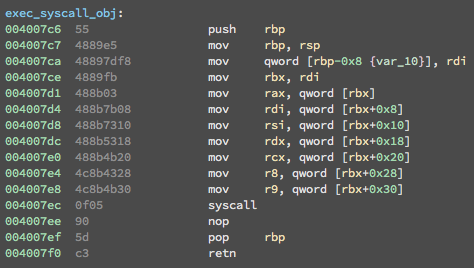 exec_syscall_obj:
004007c6 55 push rbp
004007c7 4889e5 mov rbp, rsp
004007ca 48897df8 mov qword [rbp-0x8 {var_10}], rdi
004007ce 4889fb mov rbx, rdi
004007d1 488b03 mov rax, qword [rbx]
004007d4 488b7b08 mov rdi, qword [rbx+0x8]
004007d8 488b7310 mov rsi, qword [rbx+0x10]
004007dc 488b5318 mov rdx, qword [rbx+0x18]
004007e0 488b4b20 mov rcx, qword [rbx+0x20]
004007e4 4c8b4328 mov r8, qword [rbx+0x28]
004007e8 4c8b4b30 mov r9, qword [rbx+0x30]
004007ec 0f05 syscall
004007ee 90 nop
004007ef 5d pop rbp
004007f0 c3 retn